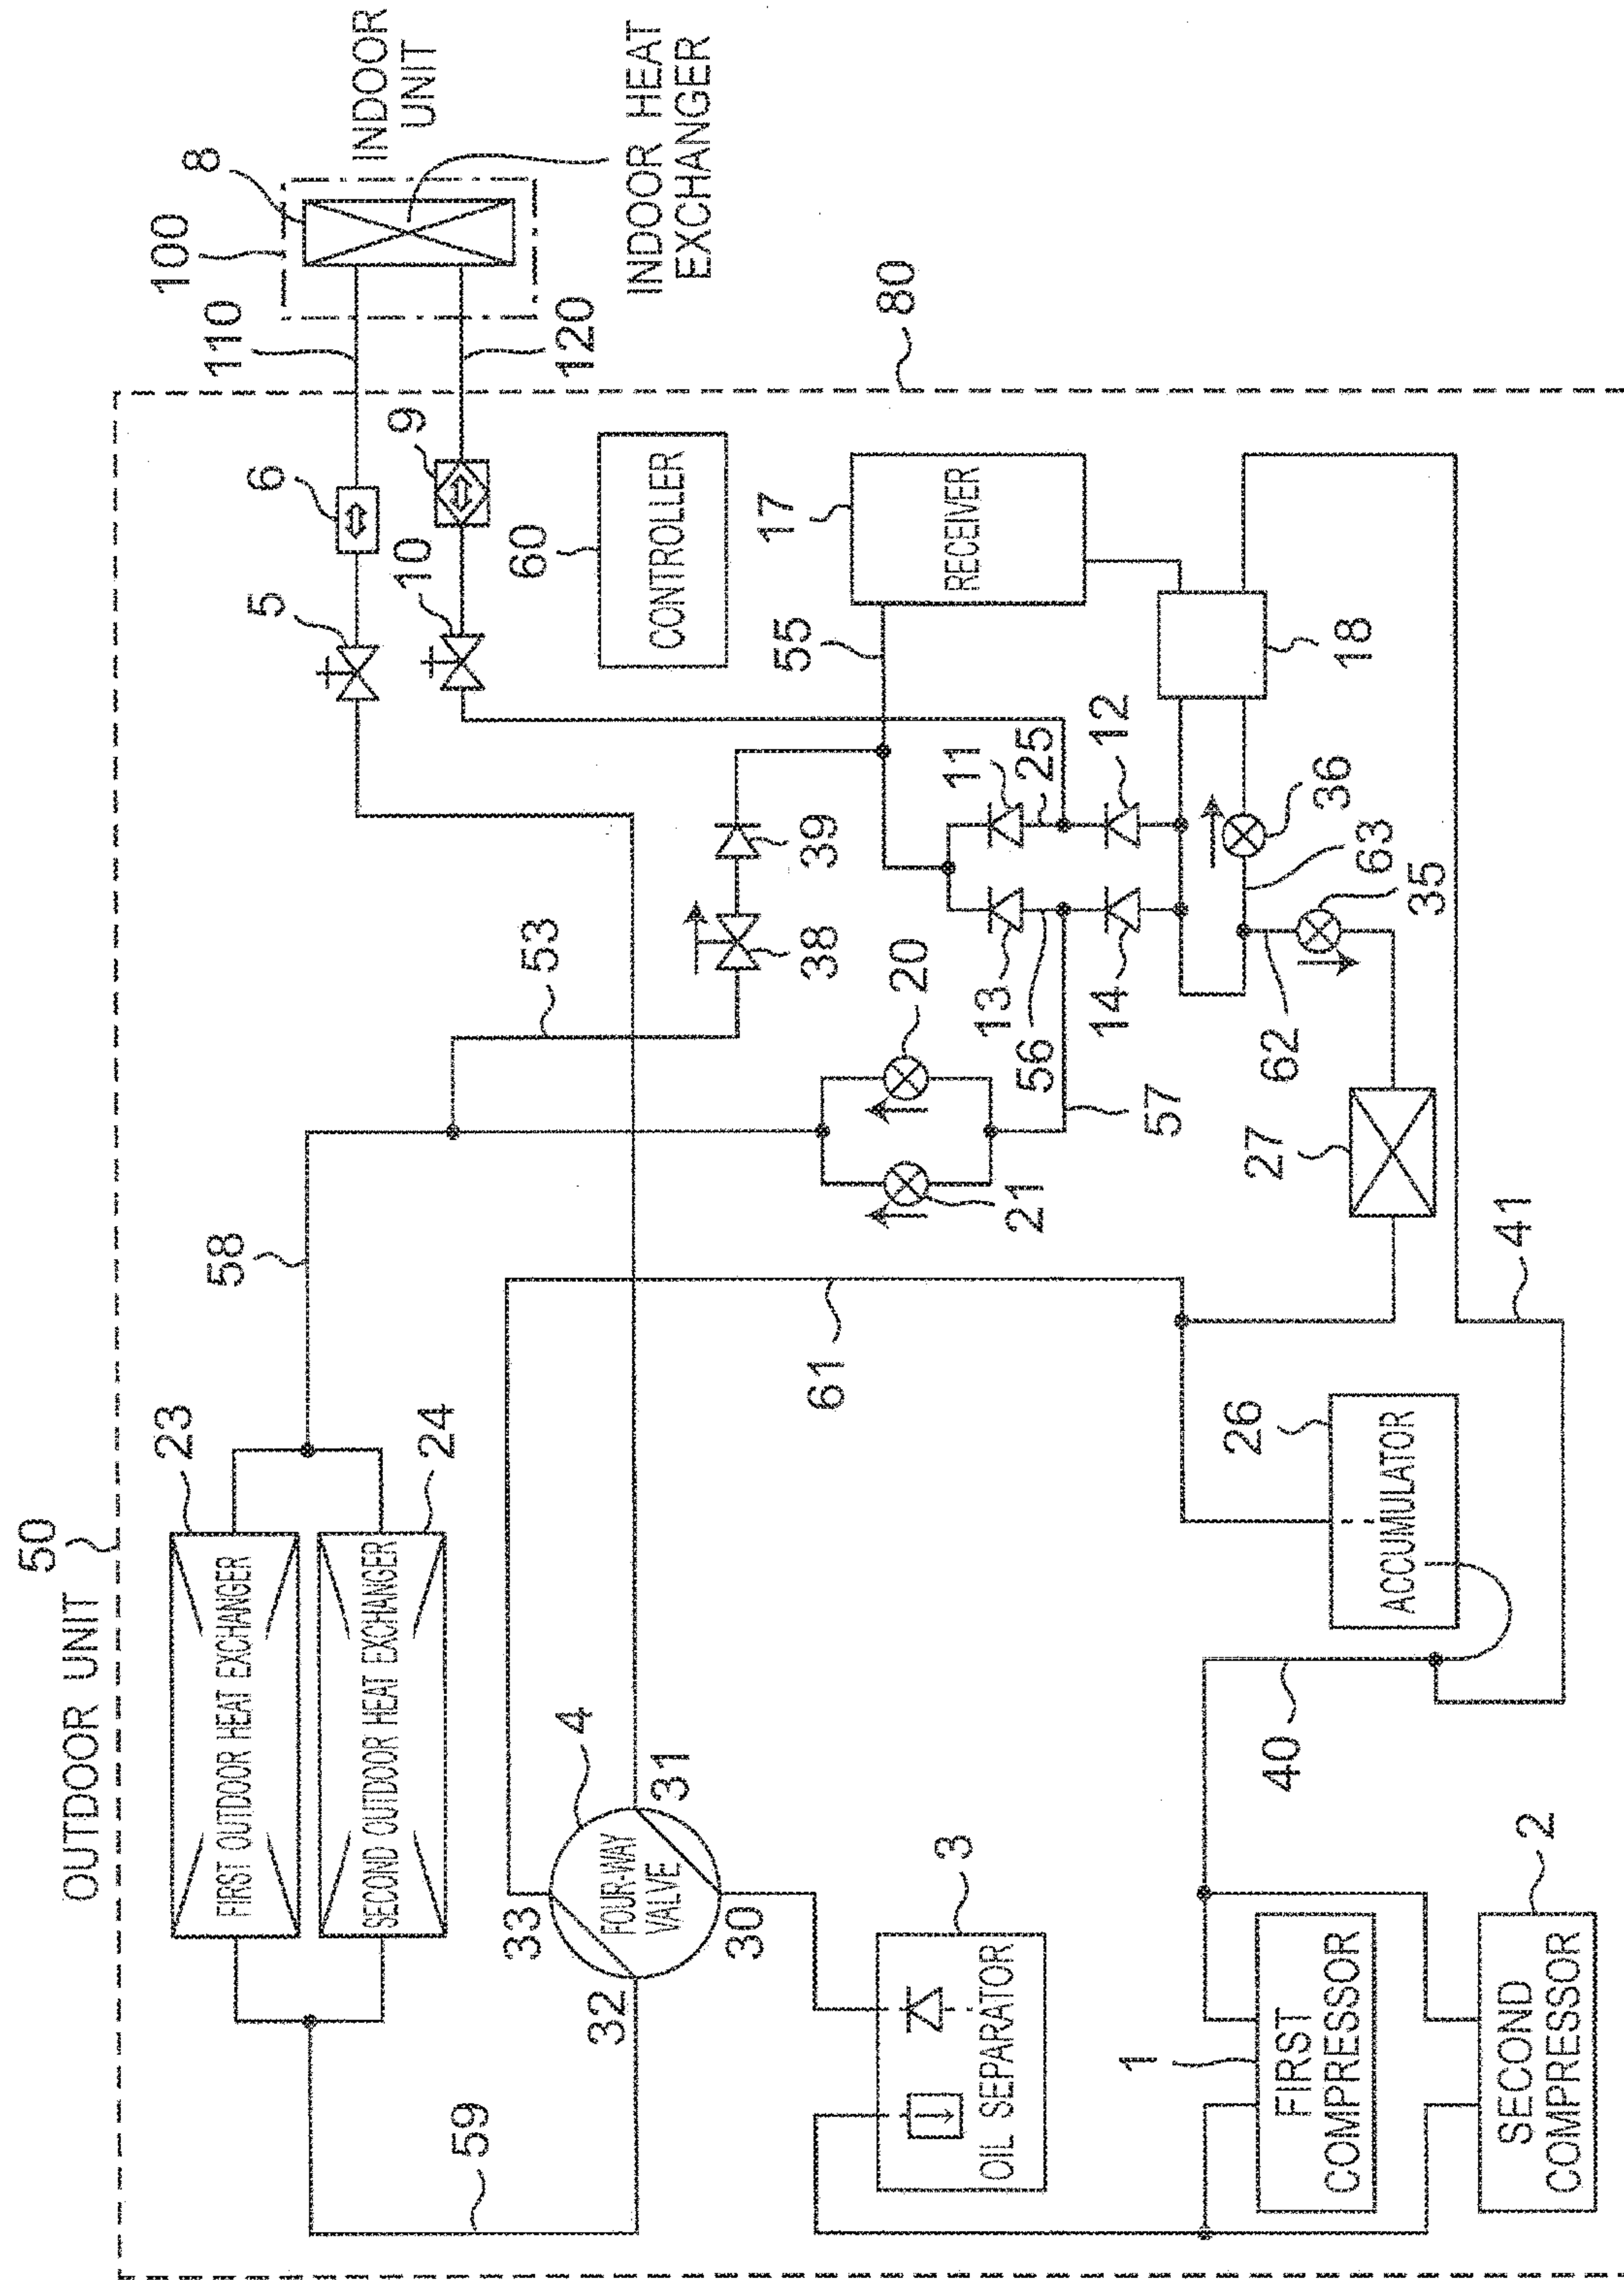 OUTDOOR UNIT
50
59
58
53
23
FIRST OUTDOOR HEAT EXCHANGER
24
SECOND OUTDOOR HEAT EXCHANGER
5
6
110
100
8
INDOOR
UNIT
10
9
120
INDOOR HEAT
EXCHANGER
4
FOUR-WAY
VALVE
30
31
32
33
60
CONTROLLER
80
38
39
55
17
RECEIVER
3
OIL SEPARATOR
61
21
20
57
13
56
14
11
25
12
18
36
63
35
62
27
26
ACCUMULATOR
41
40
1
FIRST
COMPRESSOR
2
SECOND
COMPRESSOR